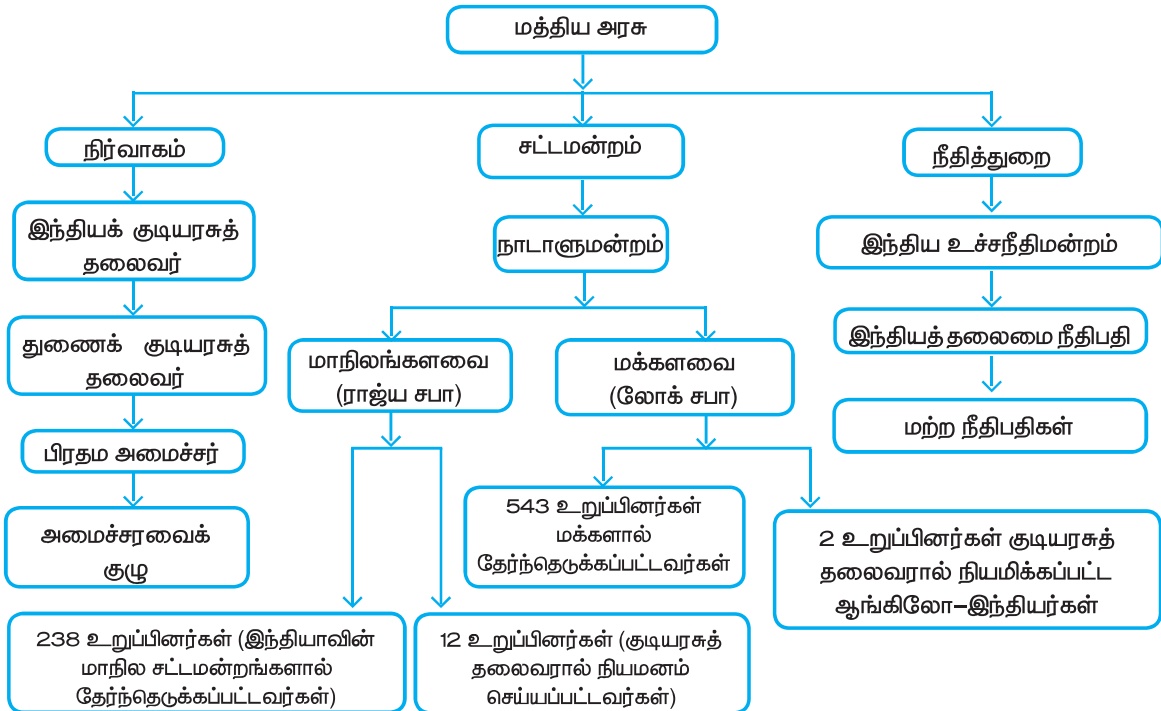 மத்திய அரசு
நிர்வாகம்
சட்டமன்றம்
நீதித்துறை
இந்தியக் குடியரசுத்
தலைவர்
நாடாளுமன்றம்
இந்திய உச்சநீதிமன்றம்
துணைக் குடியரசுத்
தலைவர்
மாநிலங்களவை
(ராஜ்ய சபா)
மக்களவை
(லோக் சபா)
இந்தியத் தலைமை நீதிபதி
மற்ற நீதிபதிகள்
பிரதம அமைச்சர்
அமைச்சரவைக்
குழு
543 உறுப்பினர்கள்
மக்களால்
தேர்ந்தெடுக்கப்பட்டவர்கள்
2 உறுப்பினர்கள் குடியரசுத்
தலைவரால் நியமிக்கப்பட்ட
ஆங்கிலோ–இந்தியர்கள்
238 உறுப்பினர்கள் (இந்தியாவின்
மாநில சட்டமன்றங்களால்
தேர்ந்தெடுக்கப்பட்டவர்கள்)
12 உறுப்பினர்கள் (குடியரசுத்
தலைவரால் நியமனம்
செய்யப்பட்டவர்கள்)